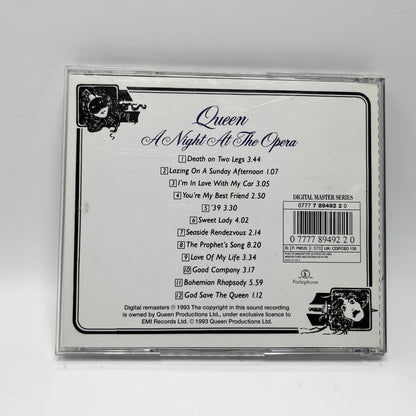 Queen
A Night At The Opera
1 Death on Two Legs 3.44
2 Lazing On A Sunday Afternoon 1.07
3 I'm In Love With My Car 3.05
4 You're My Best Friend 2.50
5 '39 3.30
6 Sweet Lady 4.02
7 Seaside Rendezvous 2.14
8 The Prophet's Song 8.20
9 Love Of My Life 3.34
10 Good Company 3.17
11 Bohemian Rhapsody 5.59
12 God Save The Queen 1.12
DIGITAL MASTER SERIES
0777 7 89492 2 0
0 7777 89492 2 0
Parlophone
Digital remasters ℗ 1993 The copyright in this sound recording
is owned by Queen Productions Ltd., under exclusive licence to
EMI Records Ltd. © 1993 Queen Productions Ltd.